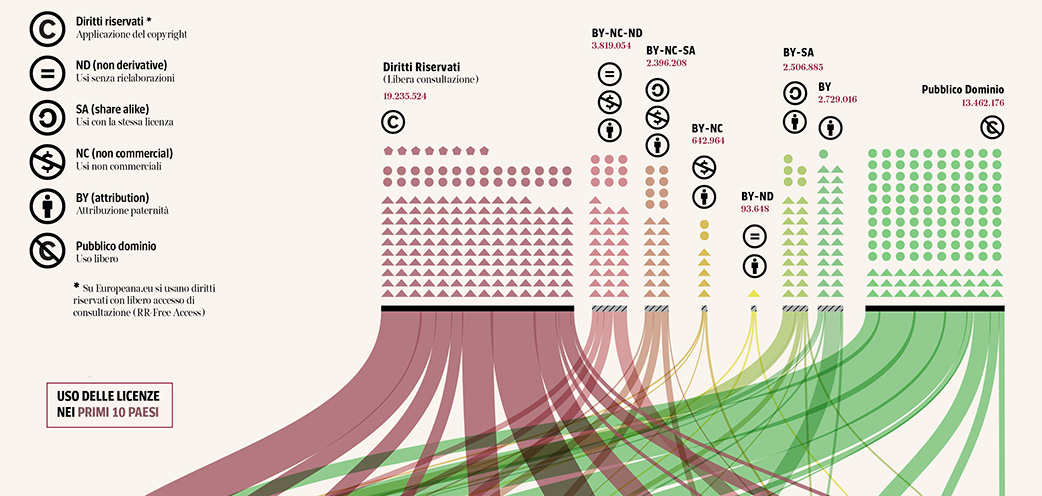 Diritti riservati *
Applicazione del copyright
ND (non derivative)
Usi senza rielaborazioni
SA (share alike)
Usi con la stessa licenza
NC (non commercial)
Usi non commerciali
BY (attribution)
Attribuzione paternità
Pubblico dominio
Uso libero
* Su Europeana.eu si usano diritti
riservati con libero accesso di
consultazione (RR-Free Access)
USO DELLE LICENZE
NEI PRIMI 10 PAESI
Diritti Riservati
(Libera consultazione)
19.235.524
BY-NC-ND
3.819.054
BY-NC-SA
2.396.208
BY-NC
642.964
BY-ND
93.648
BY-SA
2.506.885
BY
2.729.016
Pubblico Dominio
13.462.176